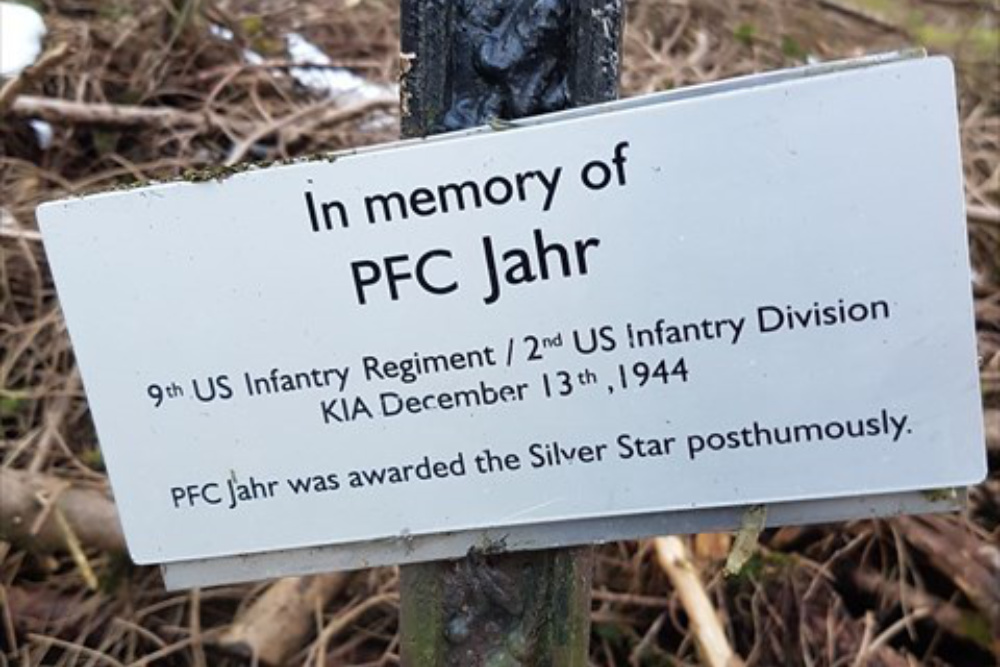 In memory of
PFC Jahr
9th US Infantry Regiment / 2nd US Infantry Division
KIA December 13th ,1944
PFC Jahr was awarded the Silver Star posthumously.